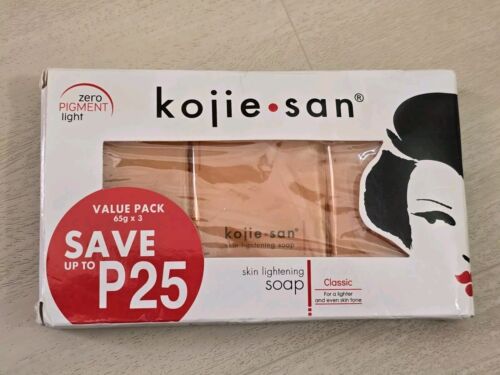 zero
PIGMENT
light
kojie•san®
VALUE PACK
65g x 3
SAVE
UP TO
P25
kojie•san®
skin lightening soap
skin lightening
soap
Classic
For a lighter
and even skin tone